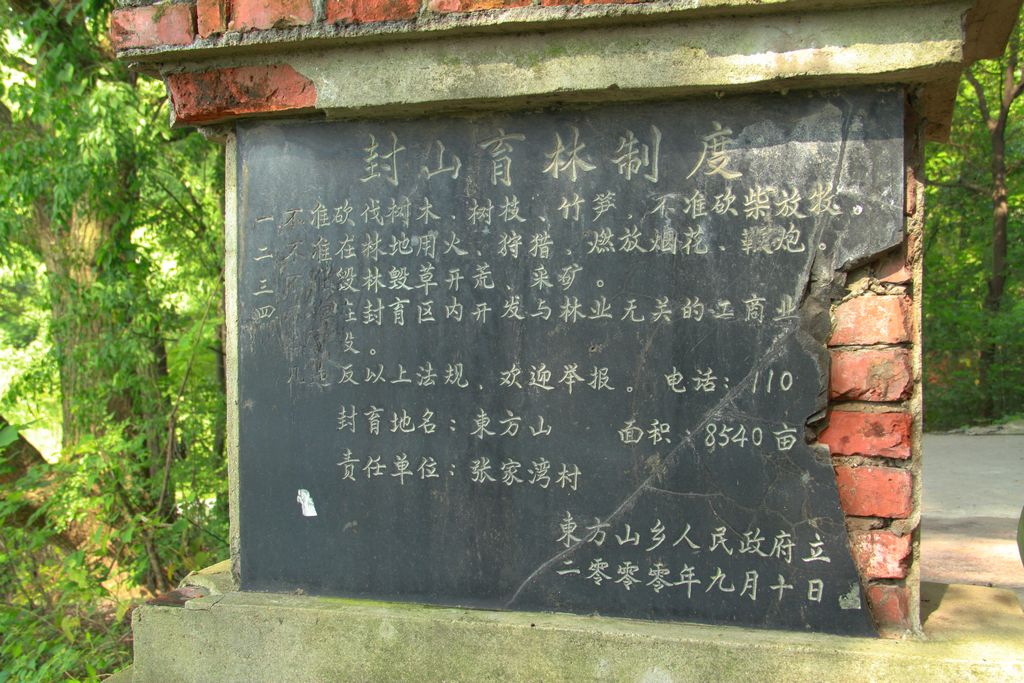 封山育林制度
一、不准砍伐树木、树枝、竹笋，不准砍柴放牧。
二、不准在林地用火、狩猎、燃放烟花、鞭炮。
三 毁林毁草开荒、采矿。
四 封育区内开发与林业无关的工商业
。
凡违反以上法规、欢迎举报。电话：110
封育地名：東方山 面积 8540亩
责任单位：张家湾村
東方山乡人民政府立
二零零零年九月十日